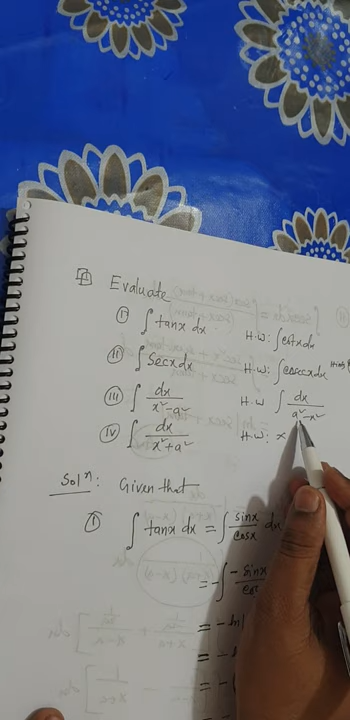 Evaluate
i) ∫ tanx dx    H.W: ∫ cotx dx
ii) ∫ Secx dx    H.W: ∫ cosecx dx
iii) ∫ dx/(x²-a²)    H.W ∫ dx/(a²-x²)
iv) ∫ dx/(x²+a²)    H.W: x
Solⁿ: Given that
i) ∫ tanx dx = ∫ sinx/cosx dx
= -∫ -sinx/
= -ln|
= -
= -